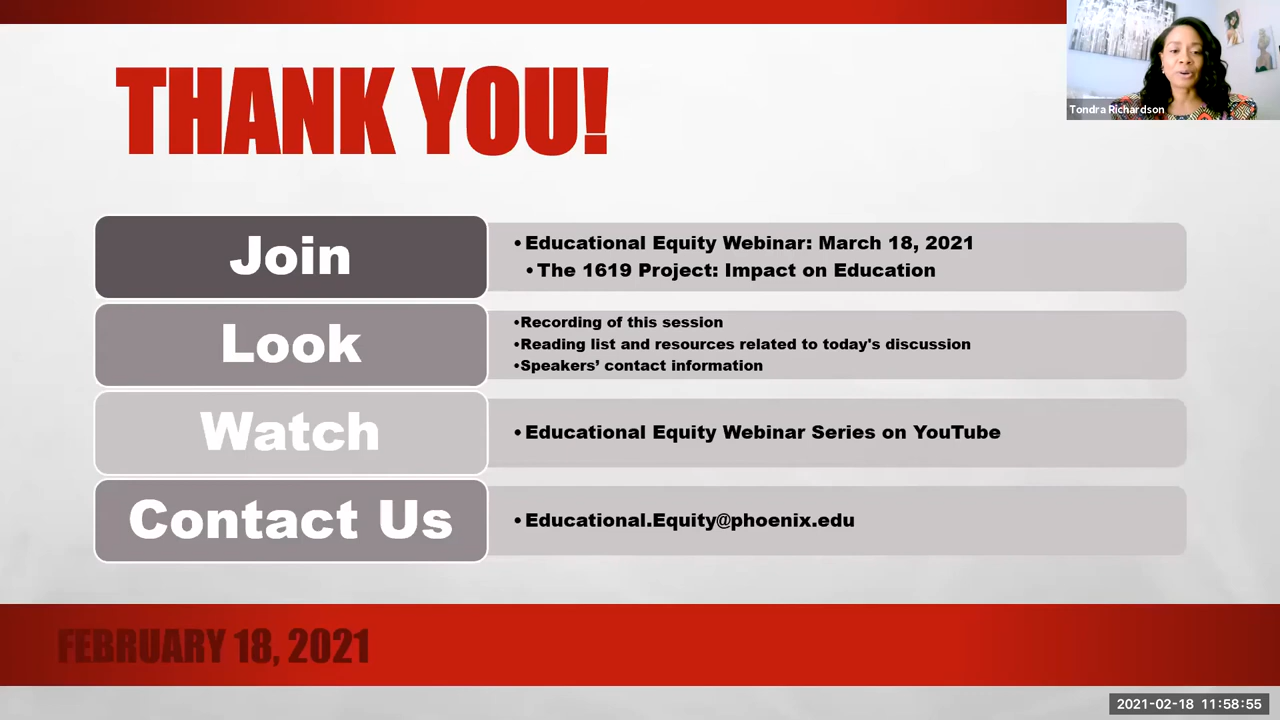 THANK YOU!
Tondra Richardson
Join
•Educational Equity Webinar: March 18, 2021
•The 1619 Project: Impact on Education
Look
•Recording of this session
•Reading list and resources related to today's discussion
•Speakers’ contact information
Watch
•Educational Equity Webinar Series on YouTube
Contact Us
•Educational.Equity@phoenix.edu
FEBRUARY 18, 2021
2021-02-18 11:58:55